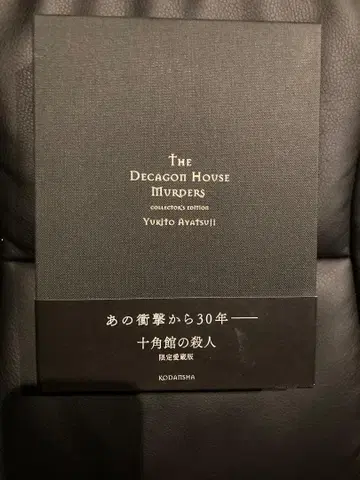 The
Decagon House
Murders
collector's edition
Yukito Ayatsuji
あの衝撃から30年——
十角館の殺人
限定愛蔵版
KODANSHA